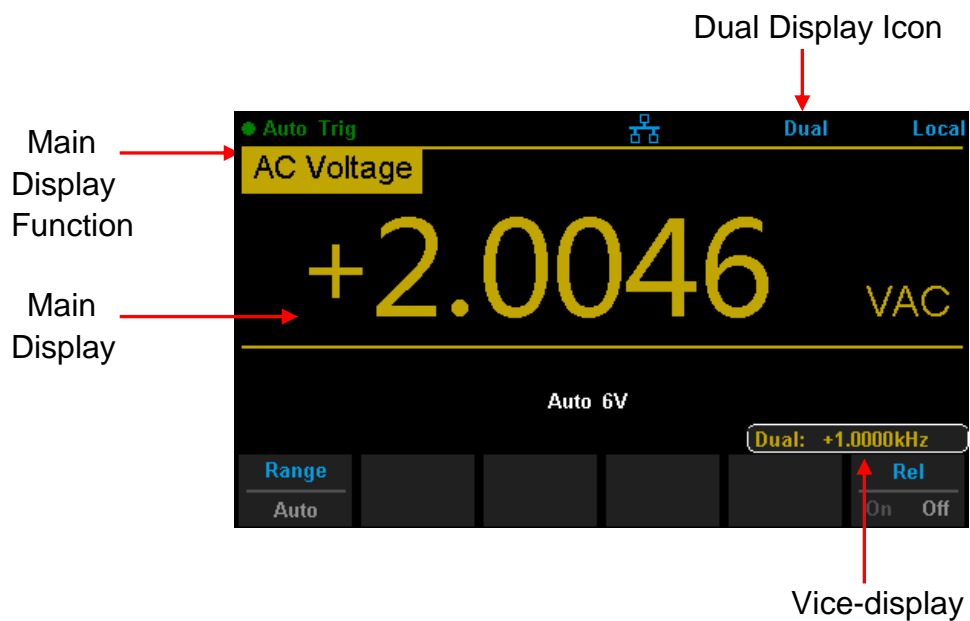 Dual Display Icon
Auto Trig
Dual
Local
Main
Display
Function
AC Voltage
+2.0046
VAC
Main
Display
Auto 6V
Dual: +1.0000kHz
Range
Auto
Rel
On Off
Vice-display